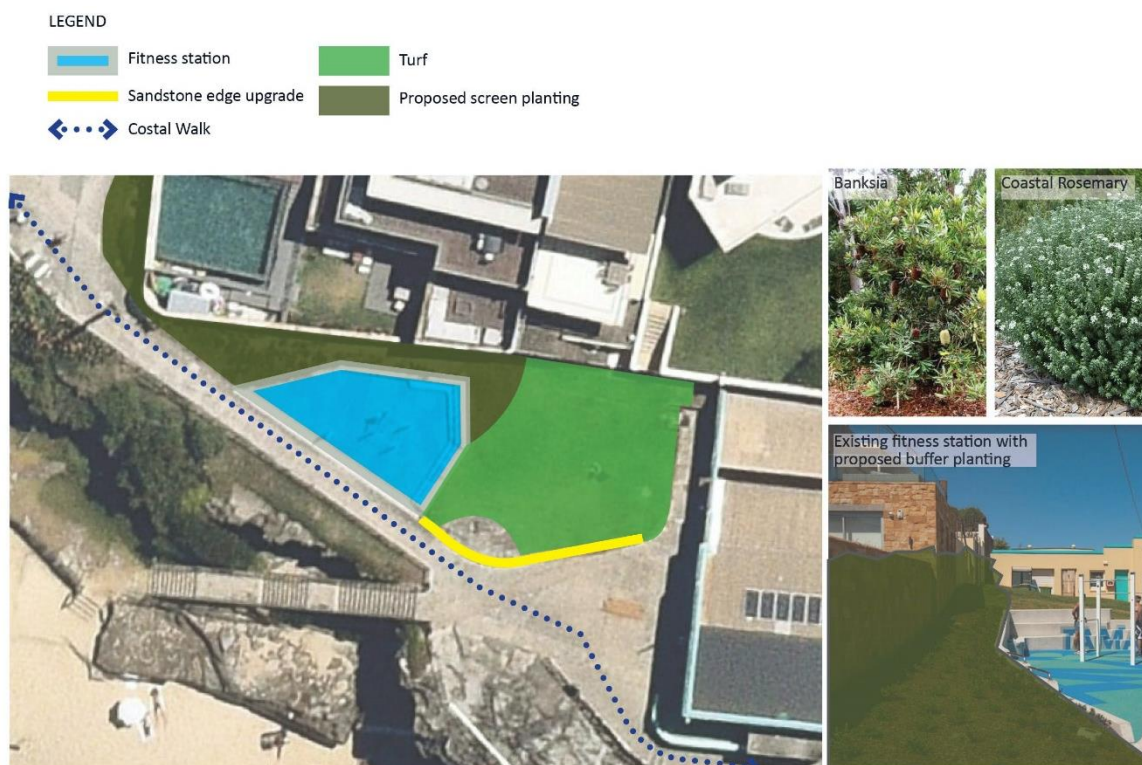 LEGEND
Fitness station
Turf
Sandstone edge upgrade
Proposed screen planting
Costal Walk
Banksia
Coastal Rosemary
Existing fitness station with
proposed buffer planting